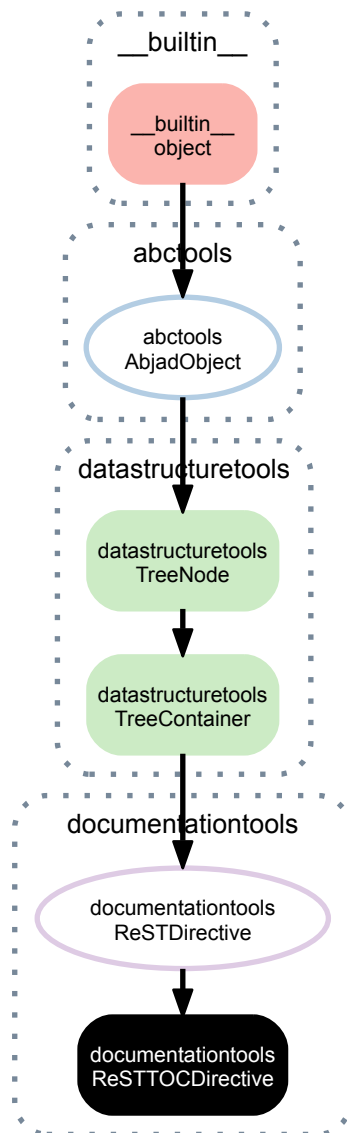 __builtin__
__builtin__
object
abctools
abctools
AbjadObject
datastructuretools
datastructuretools
TreeNode
datastructuretools
TreeContainer
documentationtools
documentationtools
ReSTDirective
documentationtools
ReSTTOCDirective